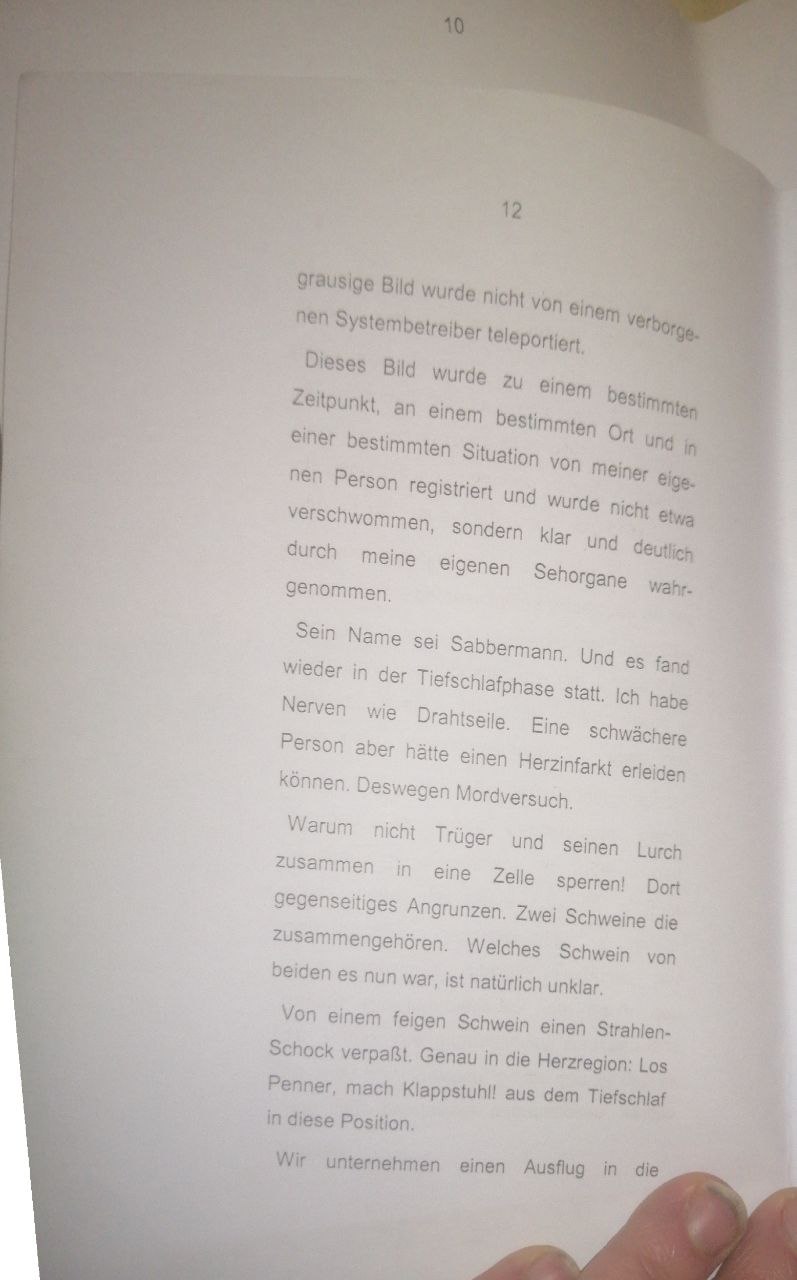 10
12
grausige Bild wurde nicht von einem verborge-
nen Systembetreiber teleportiert.
Dieses Bild wurde zu einem bestimmten
Zeitpunkt, an einem bestimmten Ort und in
einer bestimmten Situation von meiner eige-
nen Person registriert und wurde nicht etwa
verschwommen, sondern klar und deutlich
durch meine eigenen Sehorgane wahr-
genommen.
Sein Name sei Sabbermann. Und es fand
wieder in der Tiefschlafphase statt. Ich habe
Nerven wie Drahtseile. Eine schwächere
Person aber hätte einen Herzinfarkt erleiden
können. Deswegen Mordversuch.
Warum nicht Trüger und seinen Lurch
zusammen in eine Zelle sperren! Dort
gegenseitiges Angrunzen. Zwei Schweine die
zusammengehören. Welches Schwein von
beiden es nun war, ist natürlich unklar.
Von einem feigen Schwein einen Strahlen-
Schock verpaßt. Genau in die Herzregion: Los
Penner, mach Klappstuhl! aus dem Tiefschlaf
in diese Position.
Wir unternehmen einen Ausflug in die